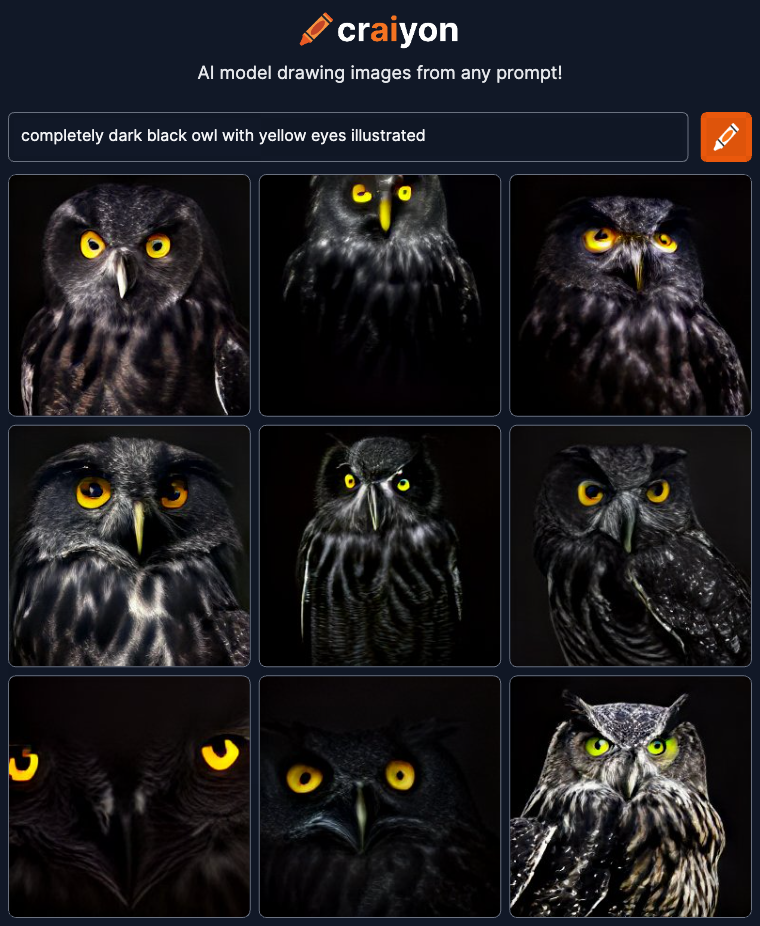 craiyon
AI model drawing images from any prompt!
completely dark black owl with yellow eyes illustrated